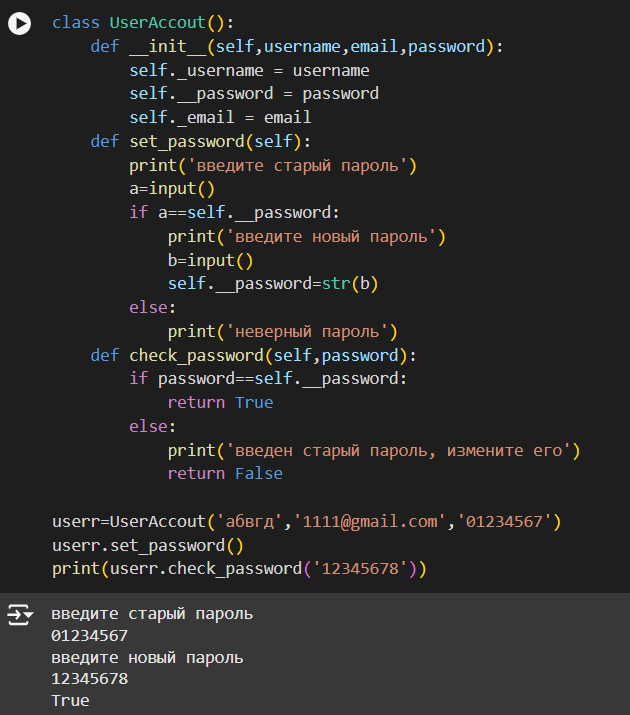 class UserAccout():
    def __init__(self,username,email,password):
        self._username = username
        self.__password = password
        self._email = email
    def set_password(self):
        print('введите старый пароль')
        a=input()
        if a==self.__password:
            print('введите новый пароль')
            b=input()
            self.__password=str(b)
        else:
            print('неверный пароль')
    def check_password(self,password):
        if password==self.__password:
            return True
        else:
            print('введен старый пароль, измените его')
            return False
userr=UserAccout('абвгд','1111@gmail.com','01234567')
userr.set_password()
print(userr.check_password('12345678'))
введите старый пароль
01234567
введите новый пароль
12345678
True